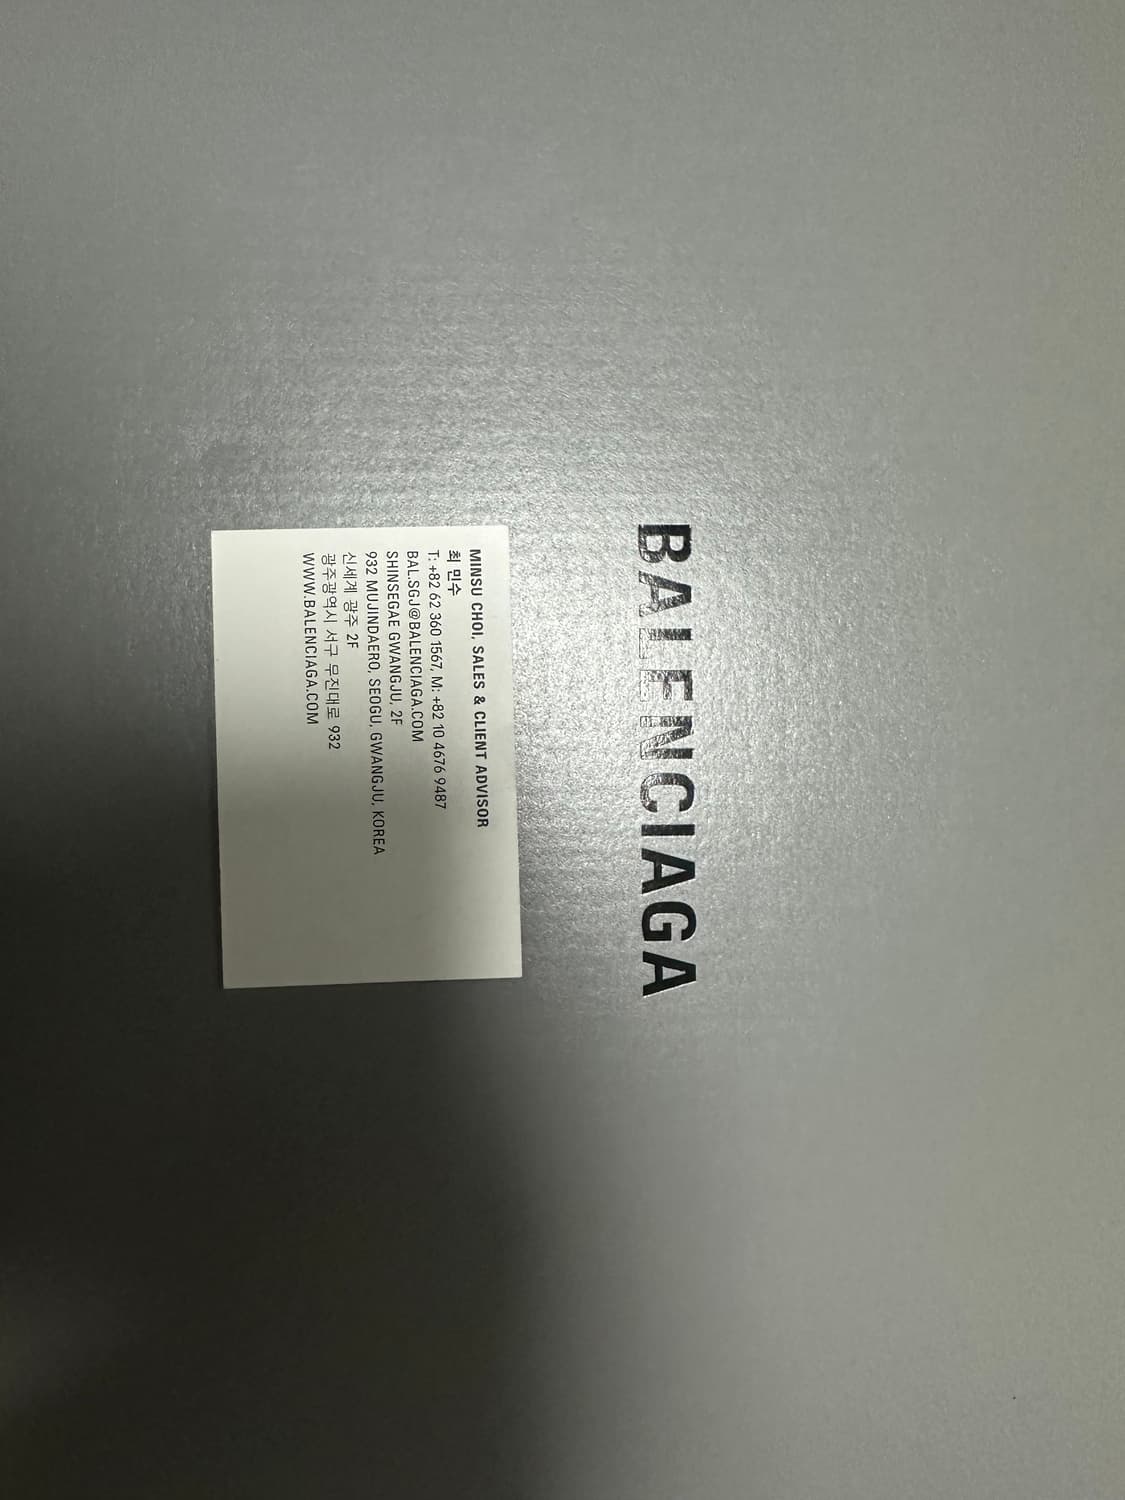 BALENCIAGA
MINSU CHOI, SALES & CLIENT ADVISOR
최 민수
T: +82 62 360 1567, M: +82 10 4676 9487
BAL.SGJ@BALENCIAGA.COM
SHINSEGAE GWANGJU, 2F
932 MUJINDAERO, SEOGU, GWANGJU, KOREA
신세계 광주 2F
광주광역시 서구 무진대로 932
WWW.BALENCIAGA.COM